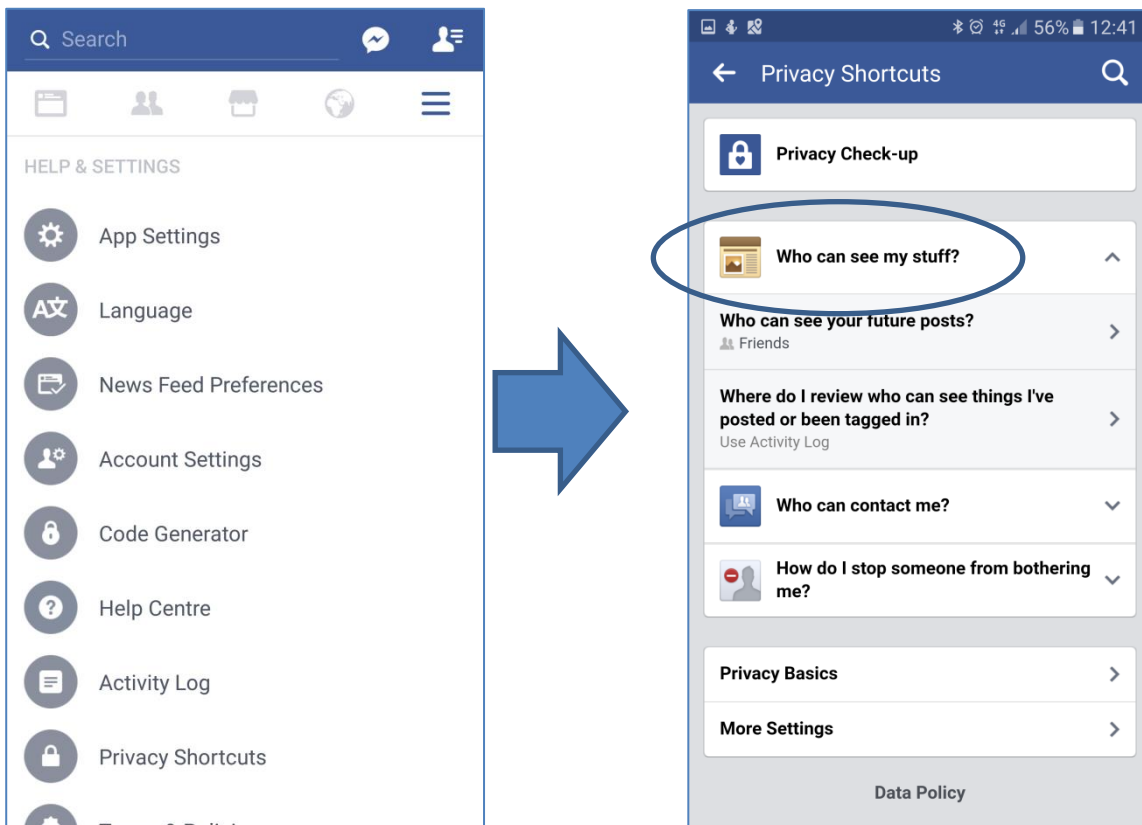 Search
HELP & SETTINGS
App Settings
A文
Language
News Feed Preferences
Account Settings
Code Generator
?
Help Centre
Activity Log
Privacy Shortcuts
4G 56% 12:41
Privacy Shortcuts
Privacy Check-up
Who can see my stuff?
Who can see your future posts?
Friends
Where do I review who can see things I've
posted or been tagged in?
Use Activity Log
Who can contact me?
How do I stop someone from bothering
me?
Privacy Basics
More Settings
Data Policy